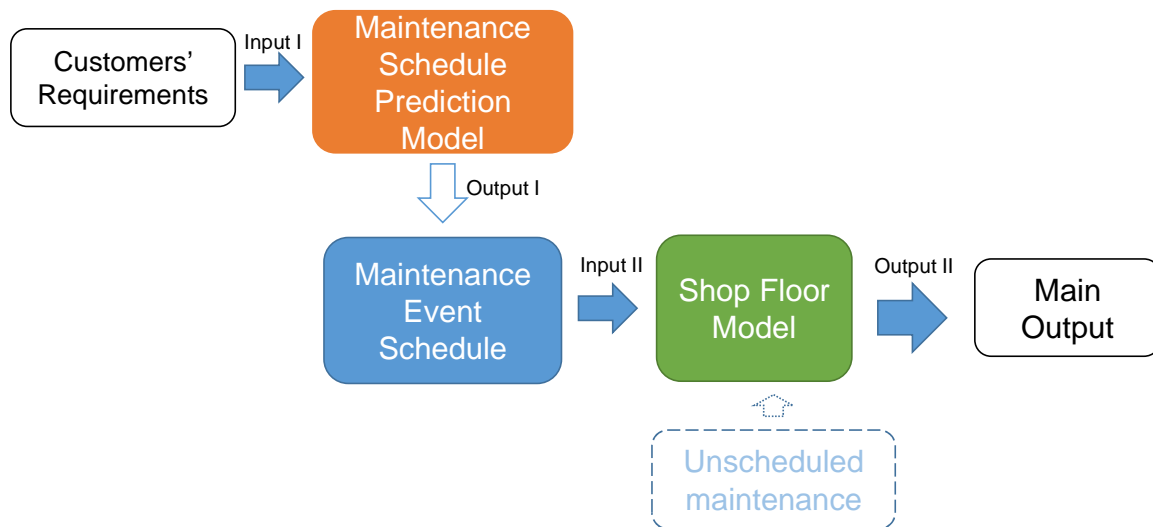 Customers’
Requirements
Input I
Maintenance
Schedule
Prediction
Model
Output I
Maintenance
Event
Schedule
Input II
Shop Floor
Model
Output II
Main
Output
Unscheduled
maintenance